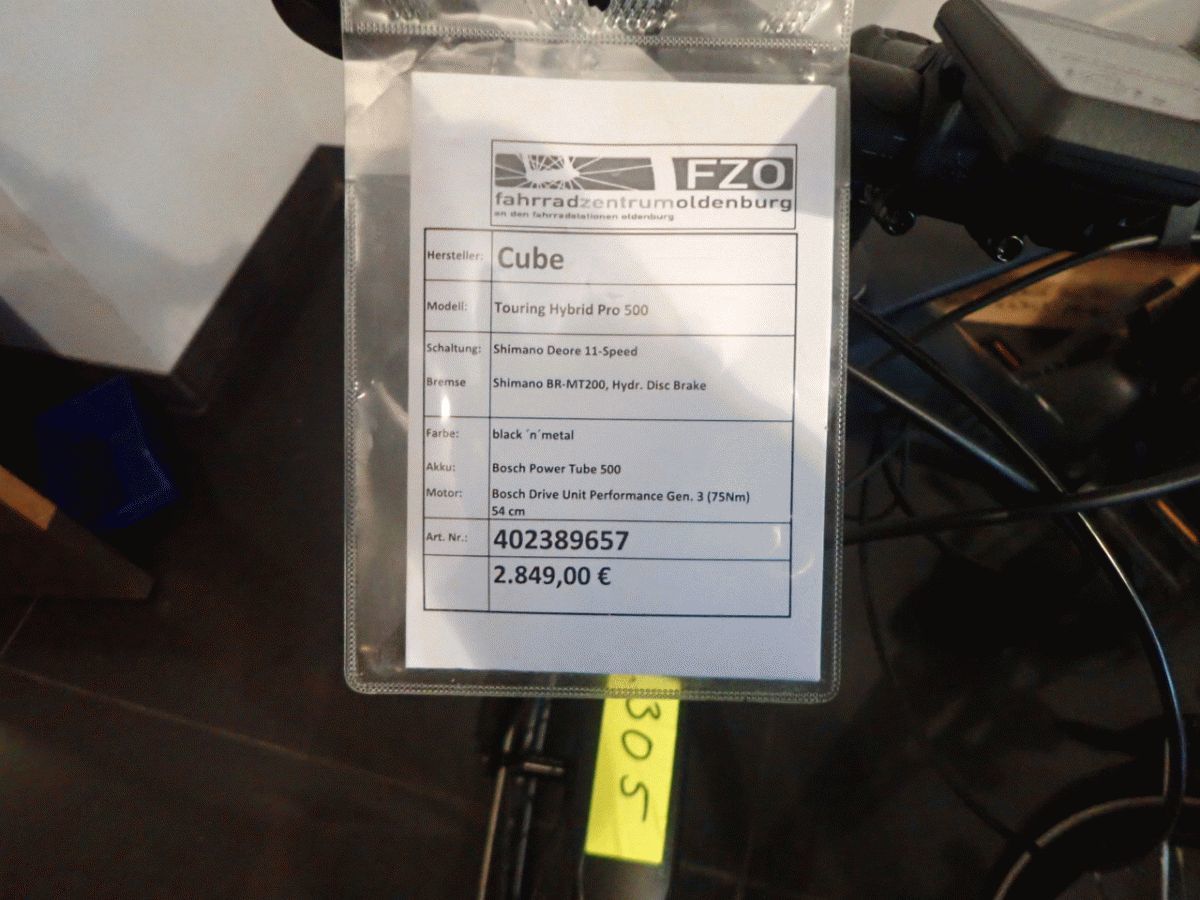 FZO
fahrradzentrumoldenburg
an den fahrradstationen oldenburg
Hersteller: Cube
Modell: Touring Hybrid Pro 500
Schaltung: Shimano Deore 11-Speed
Bremse Shimano BR-MT200, Hydr. Disc Brake
Farbe: black ´n´metal
Akku: Bosch Power Tube 500
Motor: Bosch Drive Unit Performance Gen. 3 (75Nm)
54 cm
Art. Nr.: 402389657
2.849,00 €
305